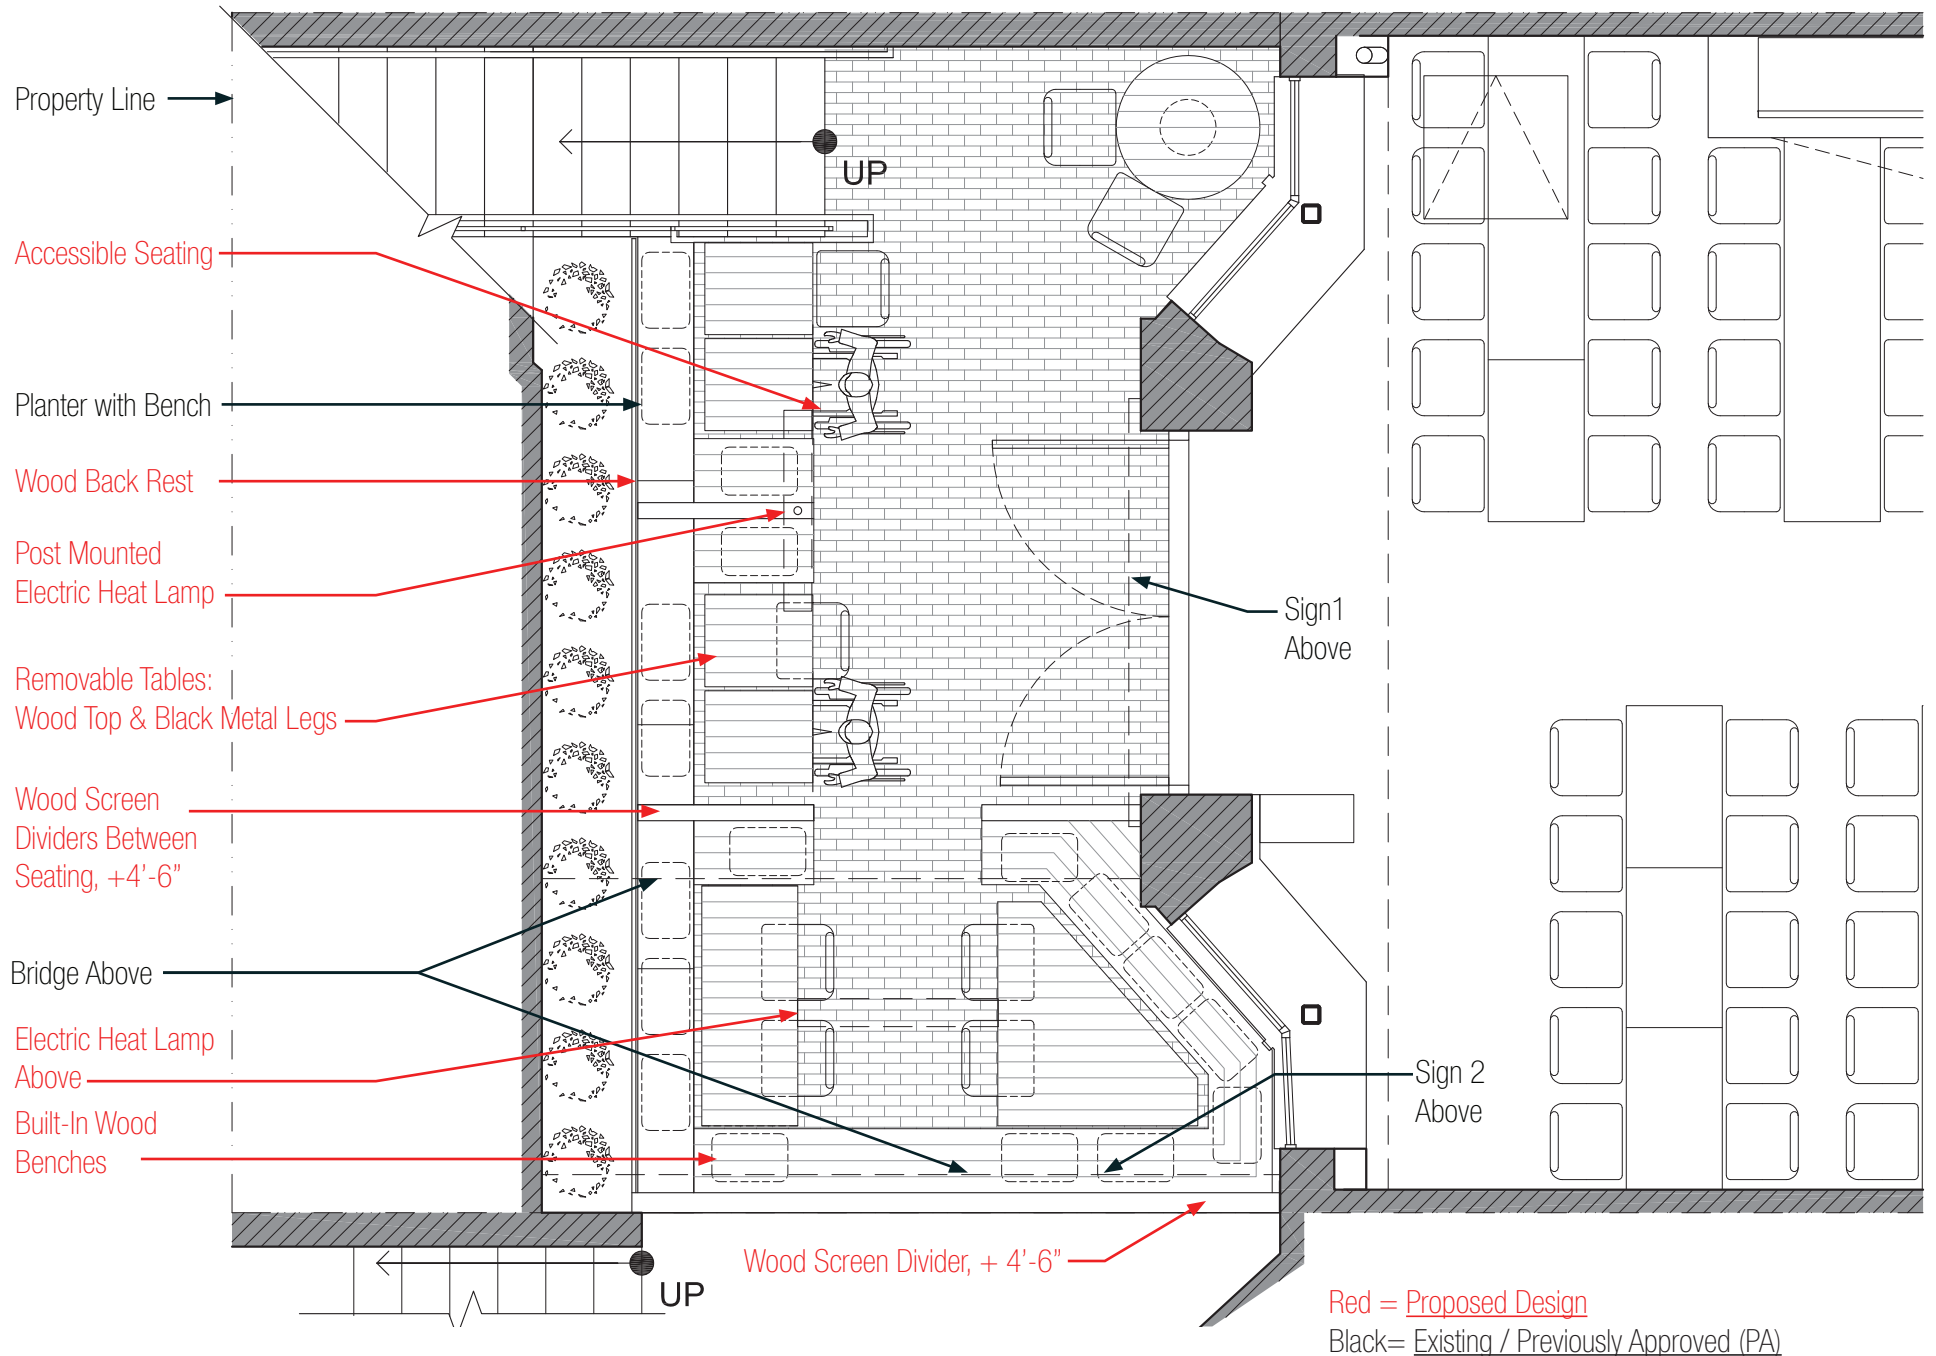 Property Line
UP
Accessible Seating
Planter with Bench
Wood Back Rest
Post Mounted
Electric Heat Lamp
Sign1
Above
Removable Tables:
Wood Top & Black Metal Legs
Wood Screen
Dividers Between
Seating, +4'-6"
Bridge Above
Electric Heat Lamp
Above
Sign 2
Above
Built-In Wood
Benches
Wood Screen Divider, + 4'-6"
UP
Red = Proposed Design
Black= Existing / Previously Approved (PA)